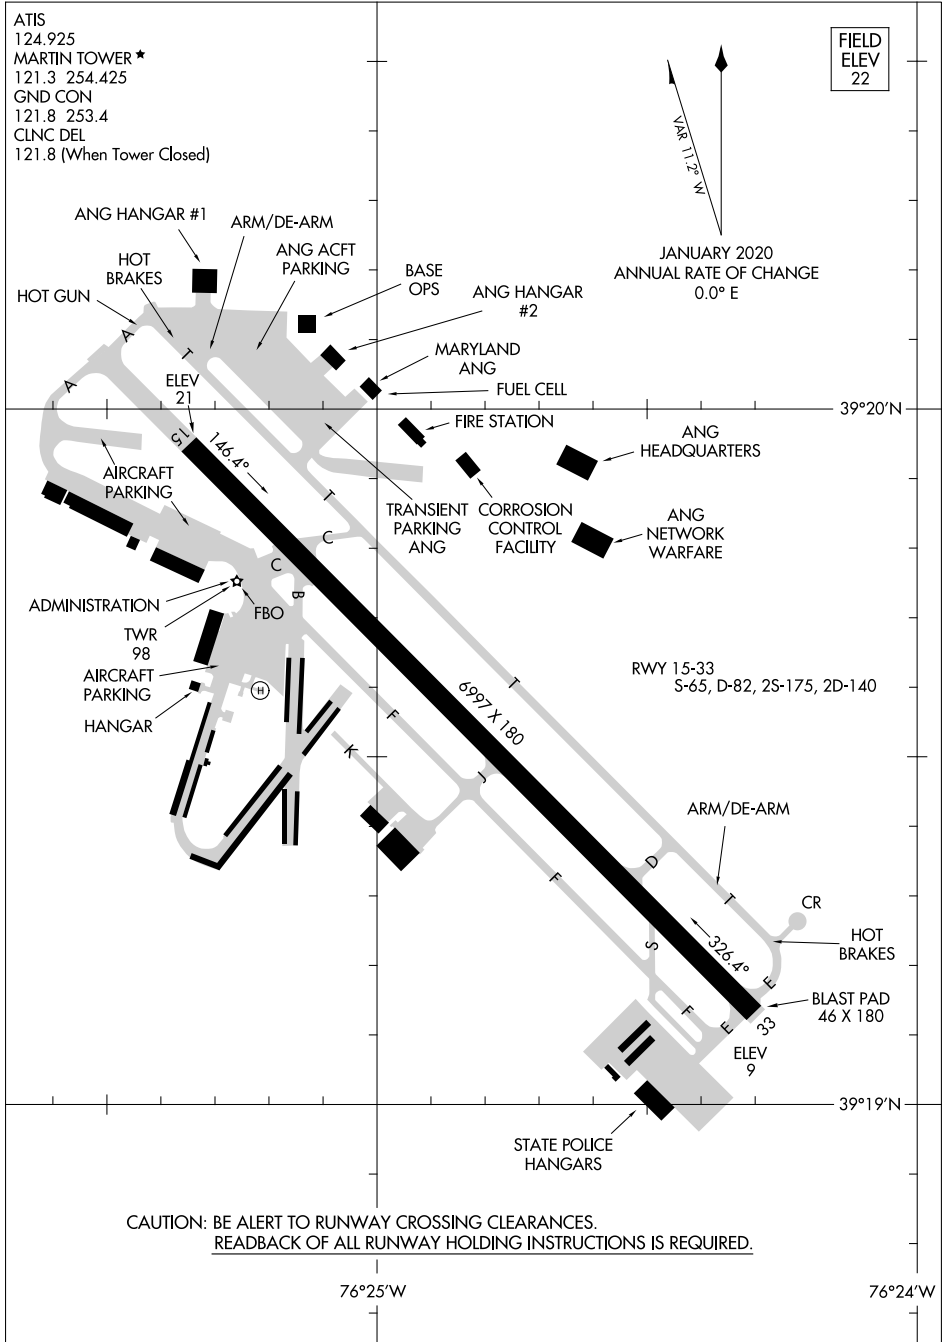 ATIS
124.925
MARTIN TOWER ★
121.3 254.425
GND CON
121.8 253.4
CLNC DEL
121.8 (When Tower Closed)
FIELD
ELEV
22
VAR 11.2° W
JANUARY 2020
ANNUAL RATE OF CHANGE
0.0° E
ANG HANGAR #1
ARM/DE-ARM
HOT
BRAKES
ANG ACFT
PARKING
HOT GUN
BASE
OPS
ANG HANGAR
#2
MARYLAND
ANG
FUEL CELL
A
A
T
ELEV
21
39°20'N
FIRE STATION
15
146.4°
ANG
HEADQUARTERS
AIRCRAFT
PARKING
T
TRANSIENT
PARKING
ANG
CORROSION
CONTROL
FACILITY
ANG
NETWORK
WARFARE
C
C
B
ADMINISTRATION
FBO
TWR
98
AIRCRAFT
PARKING
H
HANGAR
RWY 15-33
S-65, D-82, 2S-175, 2D-140
T
6997 X 180
F
K
J
ARM/DE-ARM
D
F
T
CR
S
326.4°
HOT
BRAKES
E
F
E
33
BLAST PAD
46 X 180
ELEV
9
39°19'N
STATE POLICE
HANGARS
CAUTION: BE ALERT TO RUNWAY CROSSING CLEARANCES.
READBACK OF ALL RUNWAY HOLDING INSTRUCTIONS IS REQUIRED.
76°25'W
76°24'W